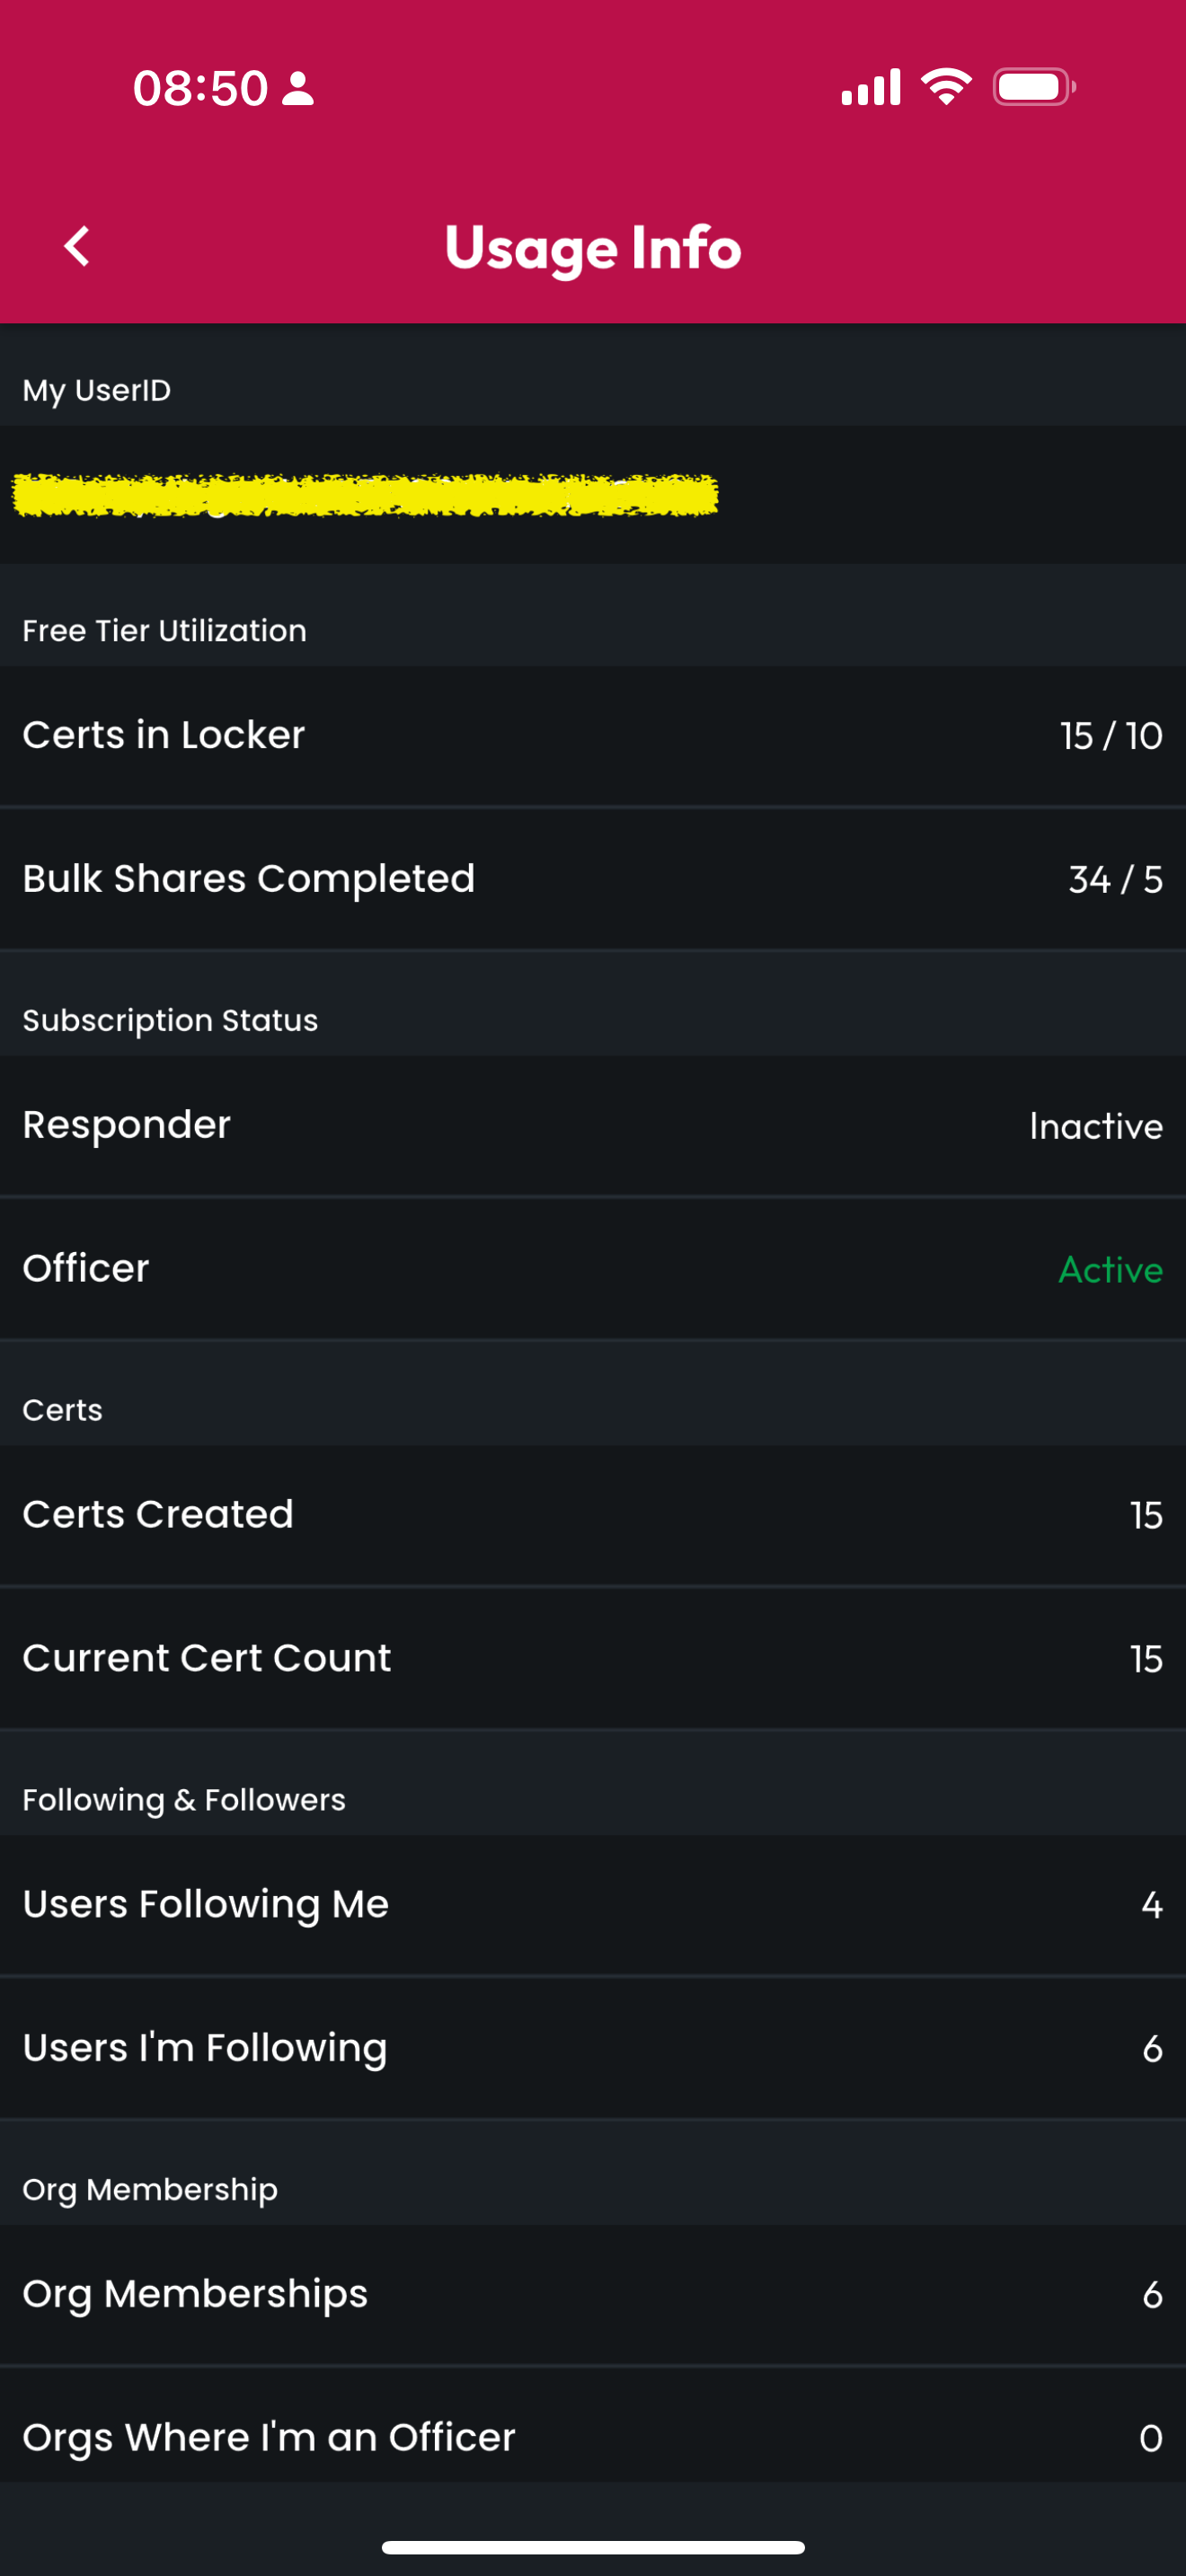 08:50
Usage Info
My UserID
Free Tier Utilization
Certs in Locker 15 / 10
Bulk Shares Completed 34 / 5
Subscription Status
Responder Inactive
Officer Active
Certs
Certs Created 15
Current Cert Count 15
Following & Followers
Users Following Me 4
Users I'm Following 6
Org Membership
Org Memberships 6
Orgs Where I'm an Officer 0